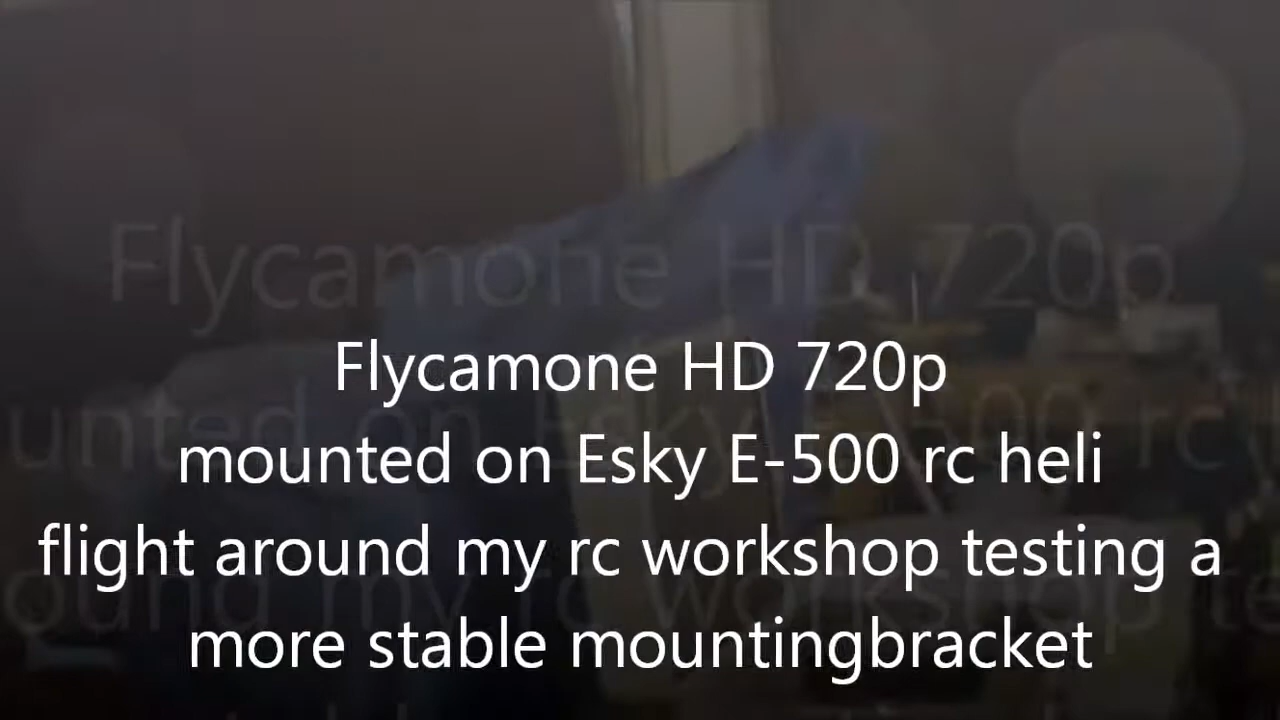 Flycamone HD 720p
mounted on Esky E-500 rc heli
flight around my rc workshop testing a
more stable mountingbracket